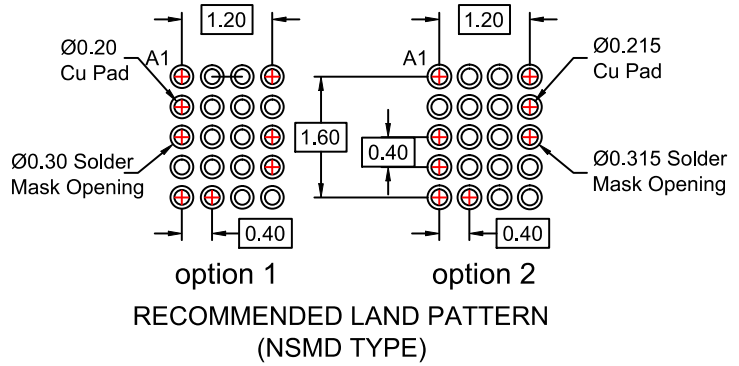 1.20
1.20
Ø0.20
Cu Pad
A1
A1
Ø0.215
Cu Pad
1.60
0.40
Ø0.30 Solder
Mask Opening
Ø0.315 Solder
Mask Opening
0.40
0.40
option 1
option 2
RECOMMENDED LAND PATTERN
(NSMD TYPE)